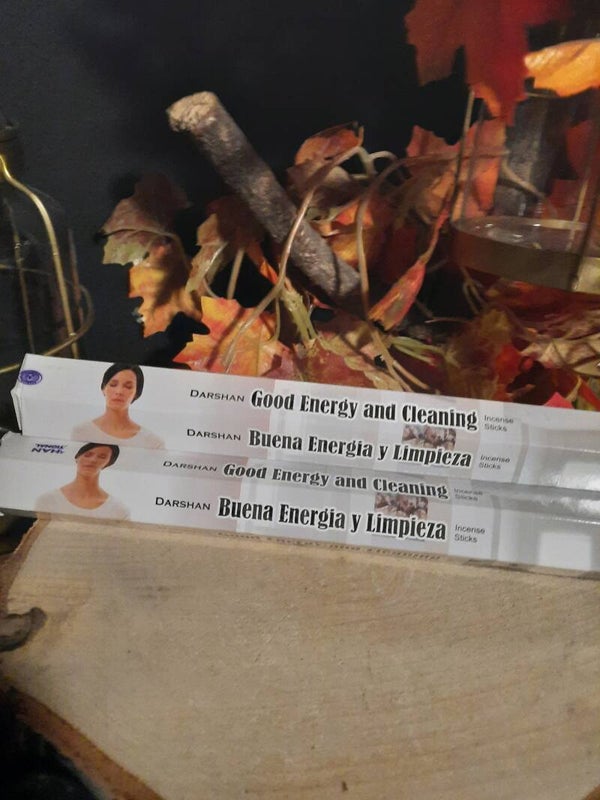 DARSHAN Good Energy and Cleaning Incense Sticks
DARSHAN Buena Energia y Limpieza Incense Sticks
DARSHAN Good Energy and Cleaning Incense Sticks
DARSHAN Buena Energia y Limpieza Incense Sticks